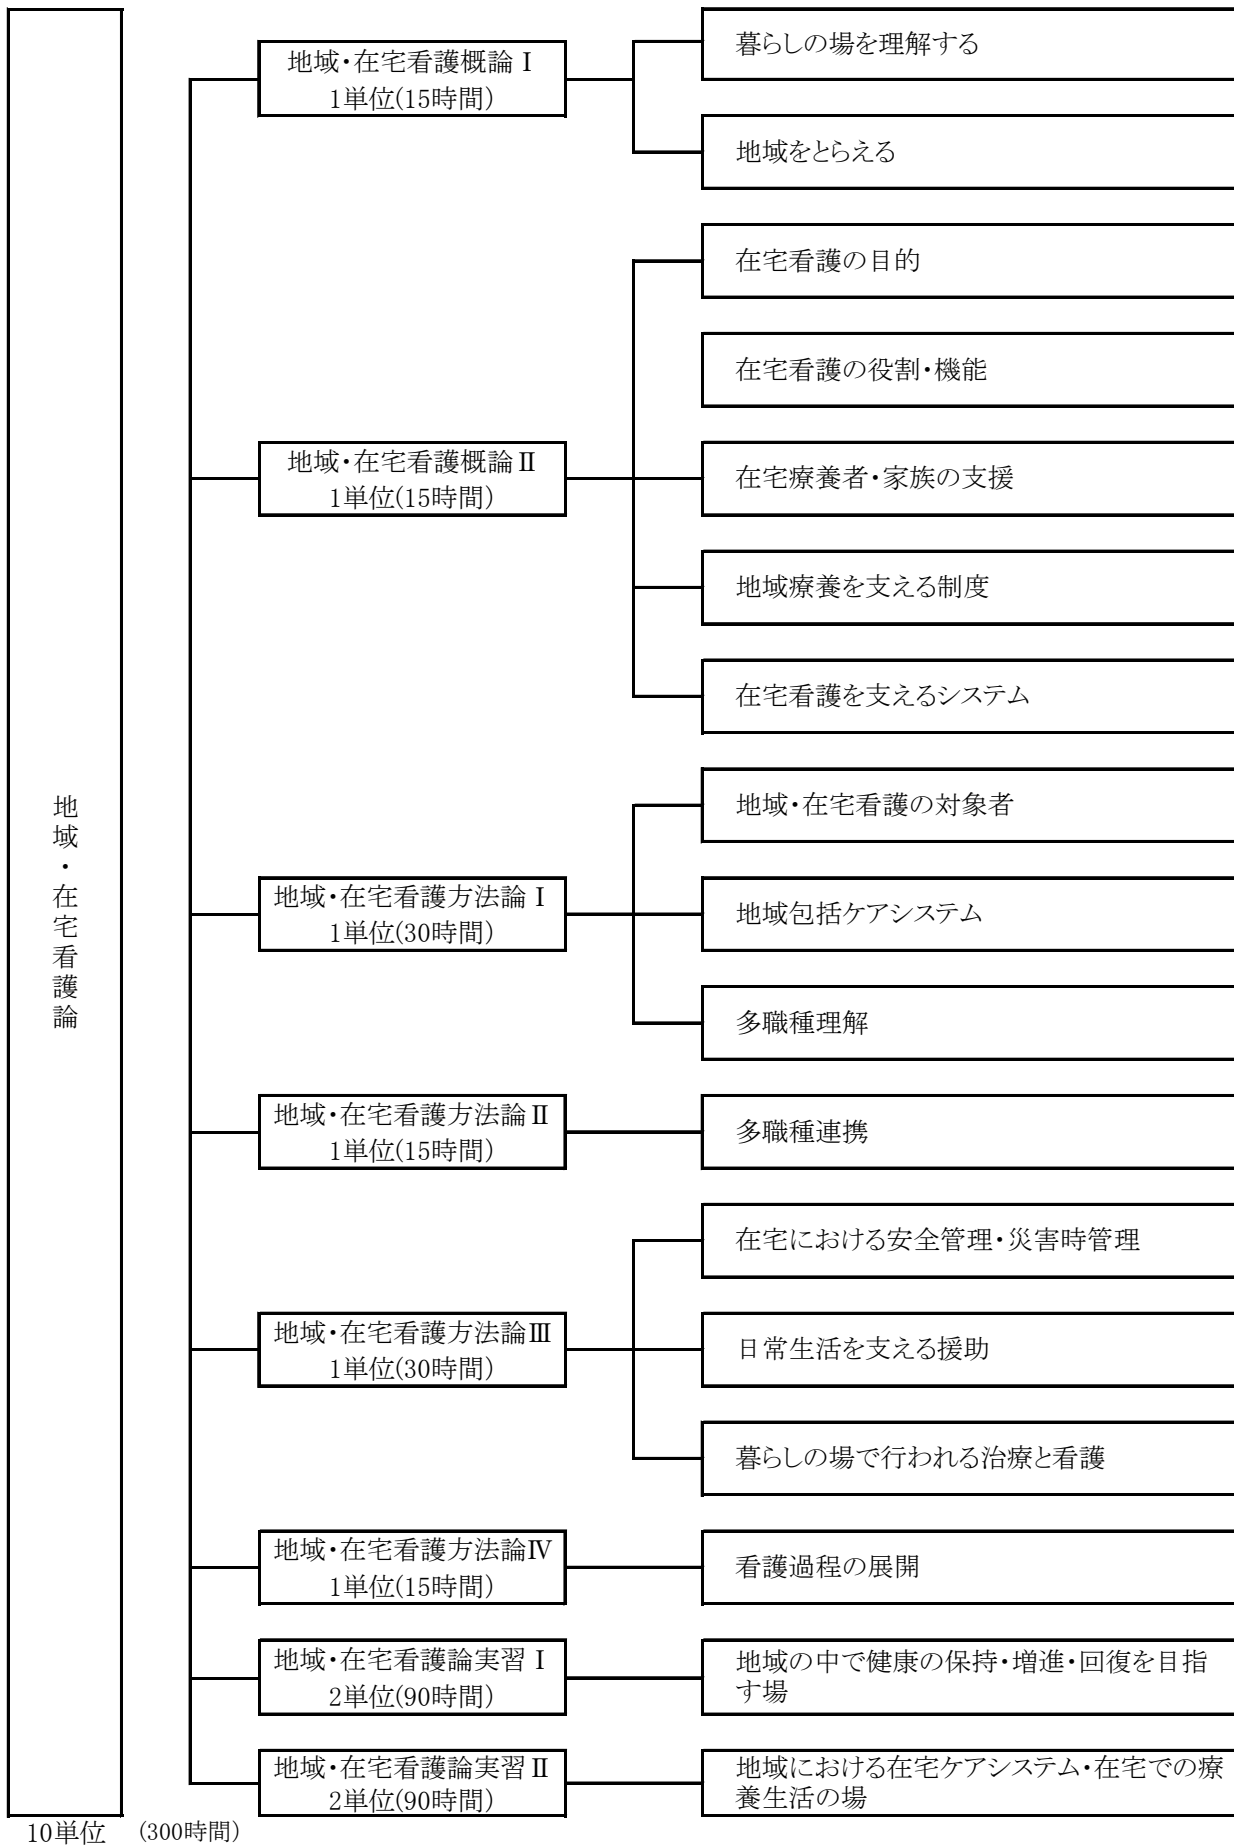 地域・在宅看護論
地域・在宅看護概論Ⅰ
1単位(15時間)
暮らしの場を理解する
地域をとらえる
地域・在宅看護概論Ⅱ
1単位(15時間)
在宅看護の目的
在宅看護の役割・機能
在宅療養者・家族の支援
地域療養を支える制度
在宅看護を支えるシステム
地域・在宅看護方法論Ⅰ
1単位(30時間)
地域・在宅看護の対象者
地域包括ケアシステム
多職種理解
地域・在宅看護方法論Ⅱ
1単位(15時間)
多職種連携
地域・在宅看護方法論Ⅲ
1単位(30時間)
在宅における安全管理・災害時管理
日常生活を支える援助
暮らしの場で行われる治療と看護
地域・在宅看護方法論Ⅳ
1単位(15時間)
看護過程の展開
地域・在宅看護論実習Ⅰ
2単位(90時間)
地域の中で健康の保持・増進・回復を目指
す場
地域・在宅看護論実習Ⅱ
2単位(90時間)
地域における在宅ケアシステム・在宅での療
養生活の場
10単位 (300時間)